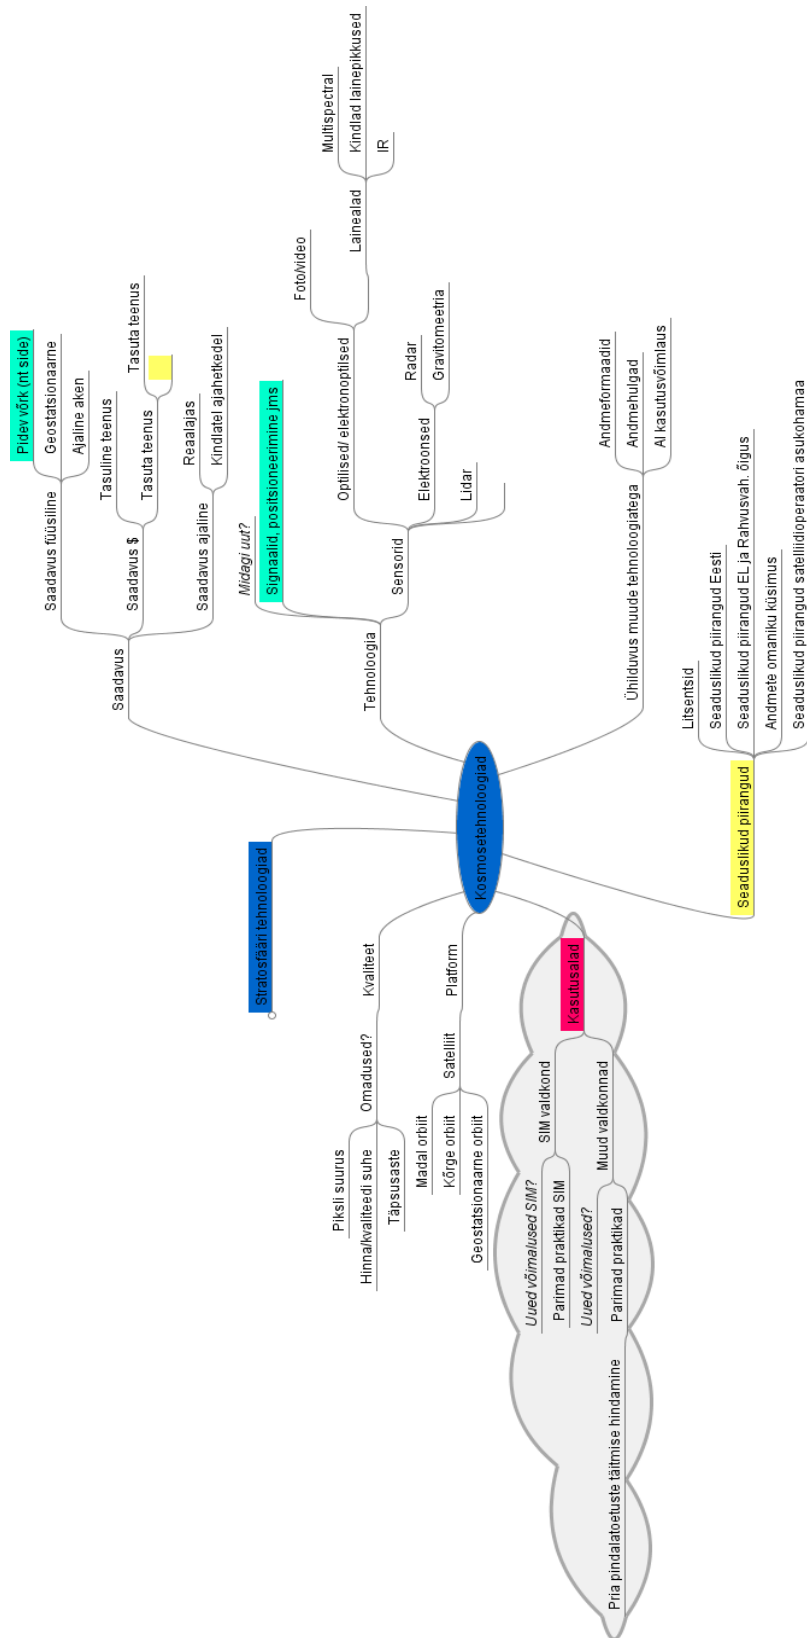 Kosmosetehnoloogiad
Saadavus
Saadavus füüsiline
Pidev võrk (nt side)
Geostatsionaarne
Ajaline aken
Saadavus $
Tasuline teenus
Tasuta teenus
Tasuta teenus
Saadavus ajaline
Reaalajas
Kindlatel ajahetkedel
Tehnoloogia
Midagi uut?
Signaalid, positsioneerimine jms
Sensorid
Optilised/ elektronoptilsed
Foto/video
Lainealad
Multispectral
Kindlad lainepikkused
IR
Elektroonsed
Radar
Gravitomeetria
Lidar
Ühilduvus muude tehnoloogiatega
Andmeformaadid
Andmehulgad
AI kasutusvõimlaus
Seaduslikud piirangud
Litsentsid
Seaduslikud piirangud Eesti
Seaduslikud piirangud EL ja Rahvusvah. õigus
Andmete omaniku küsimus
Seaduslikud piirangud satelliidioperaatori asukohamaa
Stratosfääri tehnoloogiad
Kvaliteet
Omadused?
Piksli suurus
Hinna/kvaliteedi suhe
Täpsusaste
Platform
Satelliit
Madal orbiit
Kõrge orbiit
Geostatsionaarne orbiit
Kasutusalad
SIM valdkond
Uued võimalused SIM?
Parimad praktikad SIM
Muud valdkonnad
Uued võimalused?
Parimad praktikad
Pria pindalatoetuste täitmise hindamine